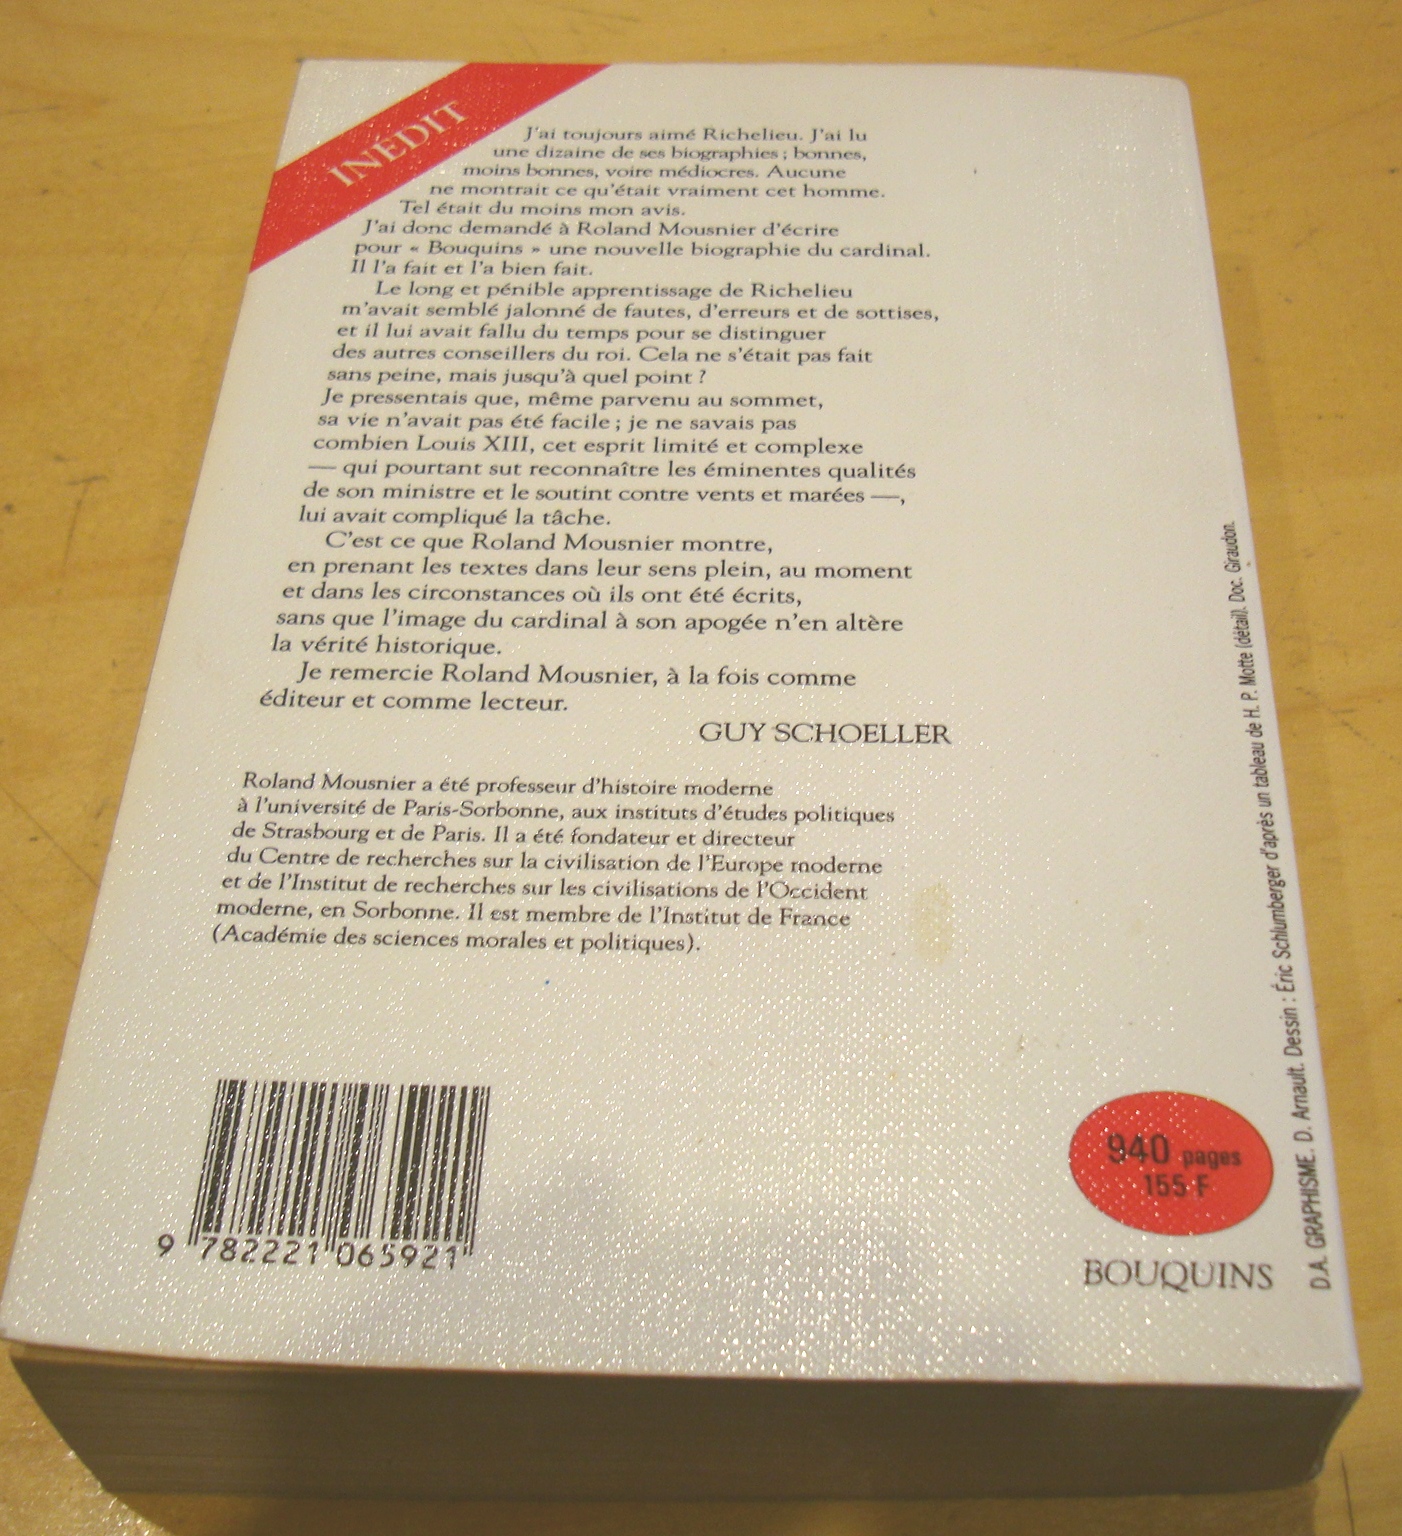 INÉDIT
J'ai toujours aimé Richelieu. J'ai lu
une dizaine de ses biographies ; bonnes,
moins bonnes, voire médiocres. Aucune
ne montrait ce qu'était vraiment cet homme.
Tel était du moins mon avis.
J'ai donc demandé à Roland Mousnier d'écrire
pour « Bouquins » une nouvelle biographie du cardinal.
Il l'a fait et l'a bien fait.
Le long et pénible apprentissage de Richelieu
m'avait semblé jalonné de fautes, d'erreurs et de sottises,
et il lui avait fallu du temps pour se distinguer
des autres conseillers du roi. Cela ne s'était pas fait
sans peine, mais jusqu'à quel point ?
Je pressentais que, même parvenu au sommet,
sa vie n'avait pas été facile ; je ne savais pas
combien Louis XIII, cet esprit limité et complexe
— qui pourtant sut reconnaître les éminentes qualités
de son ministre et le soutint contre vents et marées —,
lui avait compliqué la tâche.
C'est ce que Roland Mousnier montre,
en prenant les textes dans leur sens plein, au moment
et dans les circonstances où ils ont été écrits,
sans que l'image du cardinal à son apogée n'en altère
la vérité historique.
Je remercie Roland Mousnier, à la fois comme
éditeur et comme lecteur.
GUY SCHOELLER
Roland Mousnier a été professeur d'histoire moderne
à l'université de Paris-Sorbonne, aux instituts d'études politiques
de Strasbourg et de Paris. Il a été fondateur et directeur
du Centre de recherches sur la civilisation de l'Europe moderne
et de l'Institut de recherches sur les civilisations de l'Occident
moderne, en Sorbonne. Il est membre de l'Institut de France
(Académie des sciences morales et politiques).
9 782221 065921
940 pages
155 F
BOUQUINS
D.A. GRAPHISME. D. Arnault. Dessin : Éric Schlumberger d'après un tableau de H. P. Motte (détail). Doc. Giraudon.